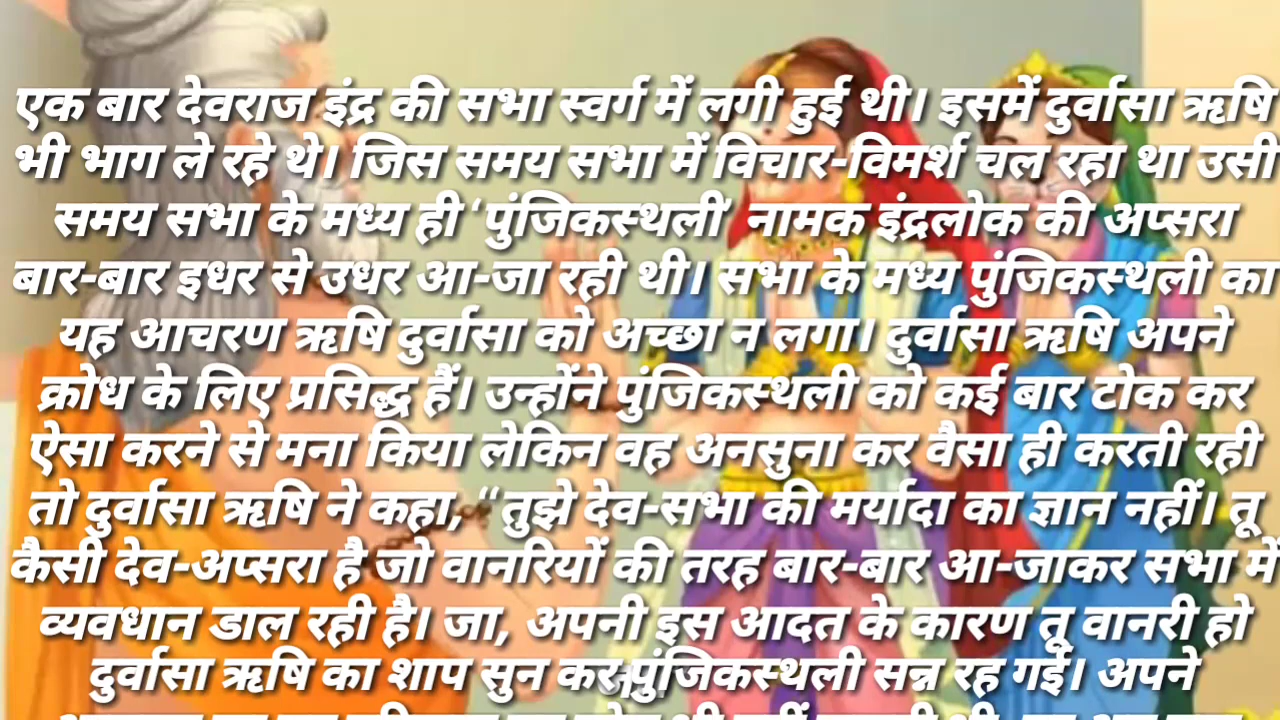 एक बार देवराज इंद्र की सभा स्वर्ग में लगी हुई थी। इसमें दुर्वासा ऋषि
भी भाग ले रहे थे। जिस समय सभा में विचार-विमर्श चल रहा था उसी
समय सभा के मध्य ही ‘पुंजिकस्थली’ नामक इंद्रलोक की अप्सरा
बार-बार इधर से उधर आ-जा रही थी। सभा के मध्य पुंजिकस्थली का
यह आचरण ऋषि दुर्वासा को अच्छा न लगा। दुर्वासा ऋषि अपने
क्रोध के लिए प्रसिद्ध हैं। उन्होंने पुंजिकस्थली को कई बार टोक कर
ऐसा करने से मना किया लेकिन वह अनसुना कर वैसा ही करती रही
तो दुर्वासा ऋषि ने कहा, “तुझे देव-सभा की मर्यादा का ज्ञान नहीं। तू
कैसी देव-अप्सरा है जो वानरियों की तरह बार-बार आ-जाकर सभा में
व्यवधान डाल रही है। जा, अपनी इस आदत के कारण तू वानरी हो
दुर्वासा ऋषि का शाप सुन कर पुंजिकस्थली सन्न रह गई। अपने